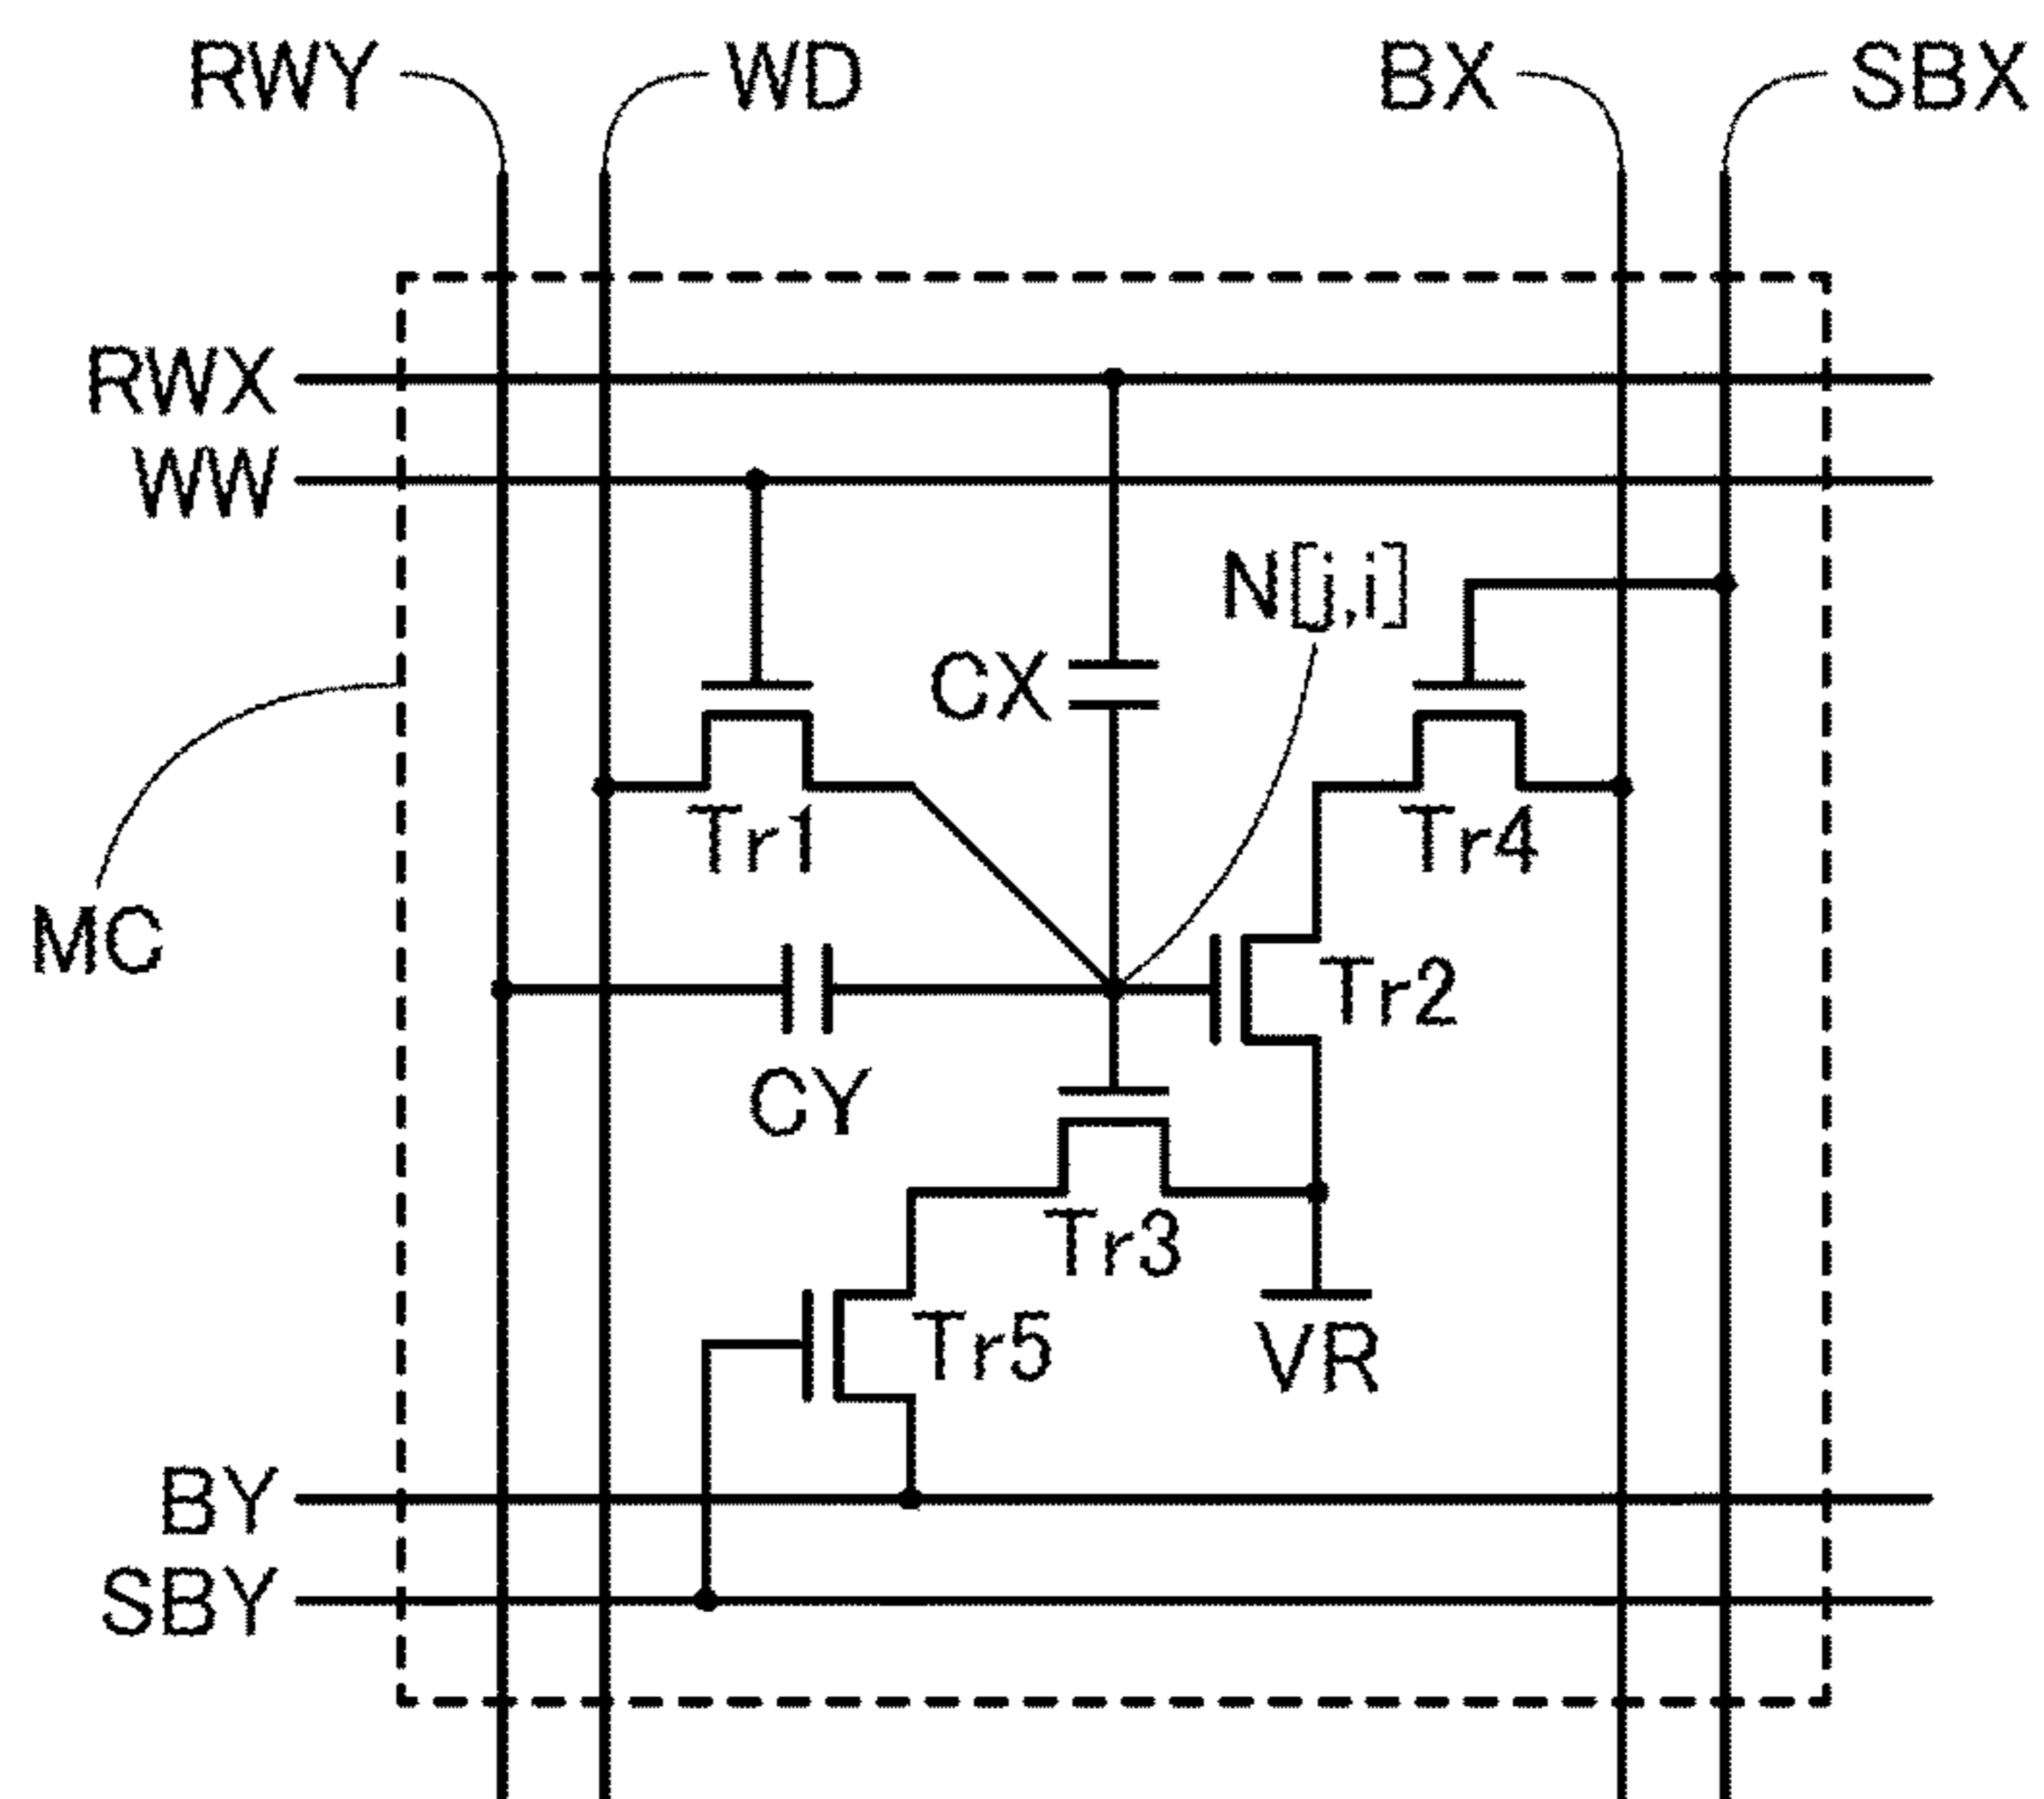 RWY
WD
BX
SBX
RWX
WW
N[j,i]
CX
Tr1
Tr4
MC
Tr2
CY
Tr3
Tr5
VR
BY
SBY